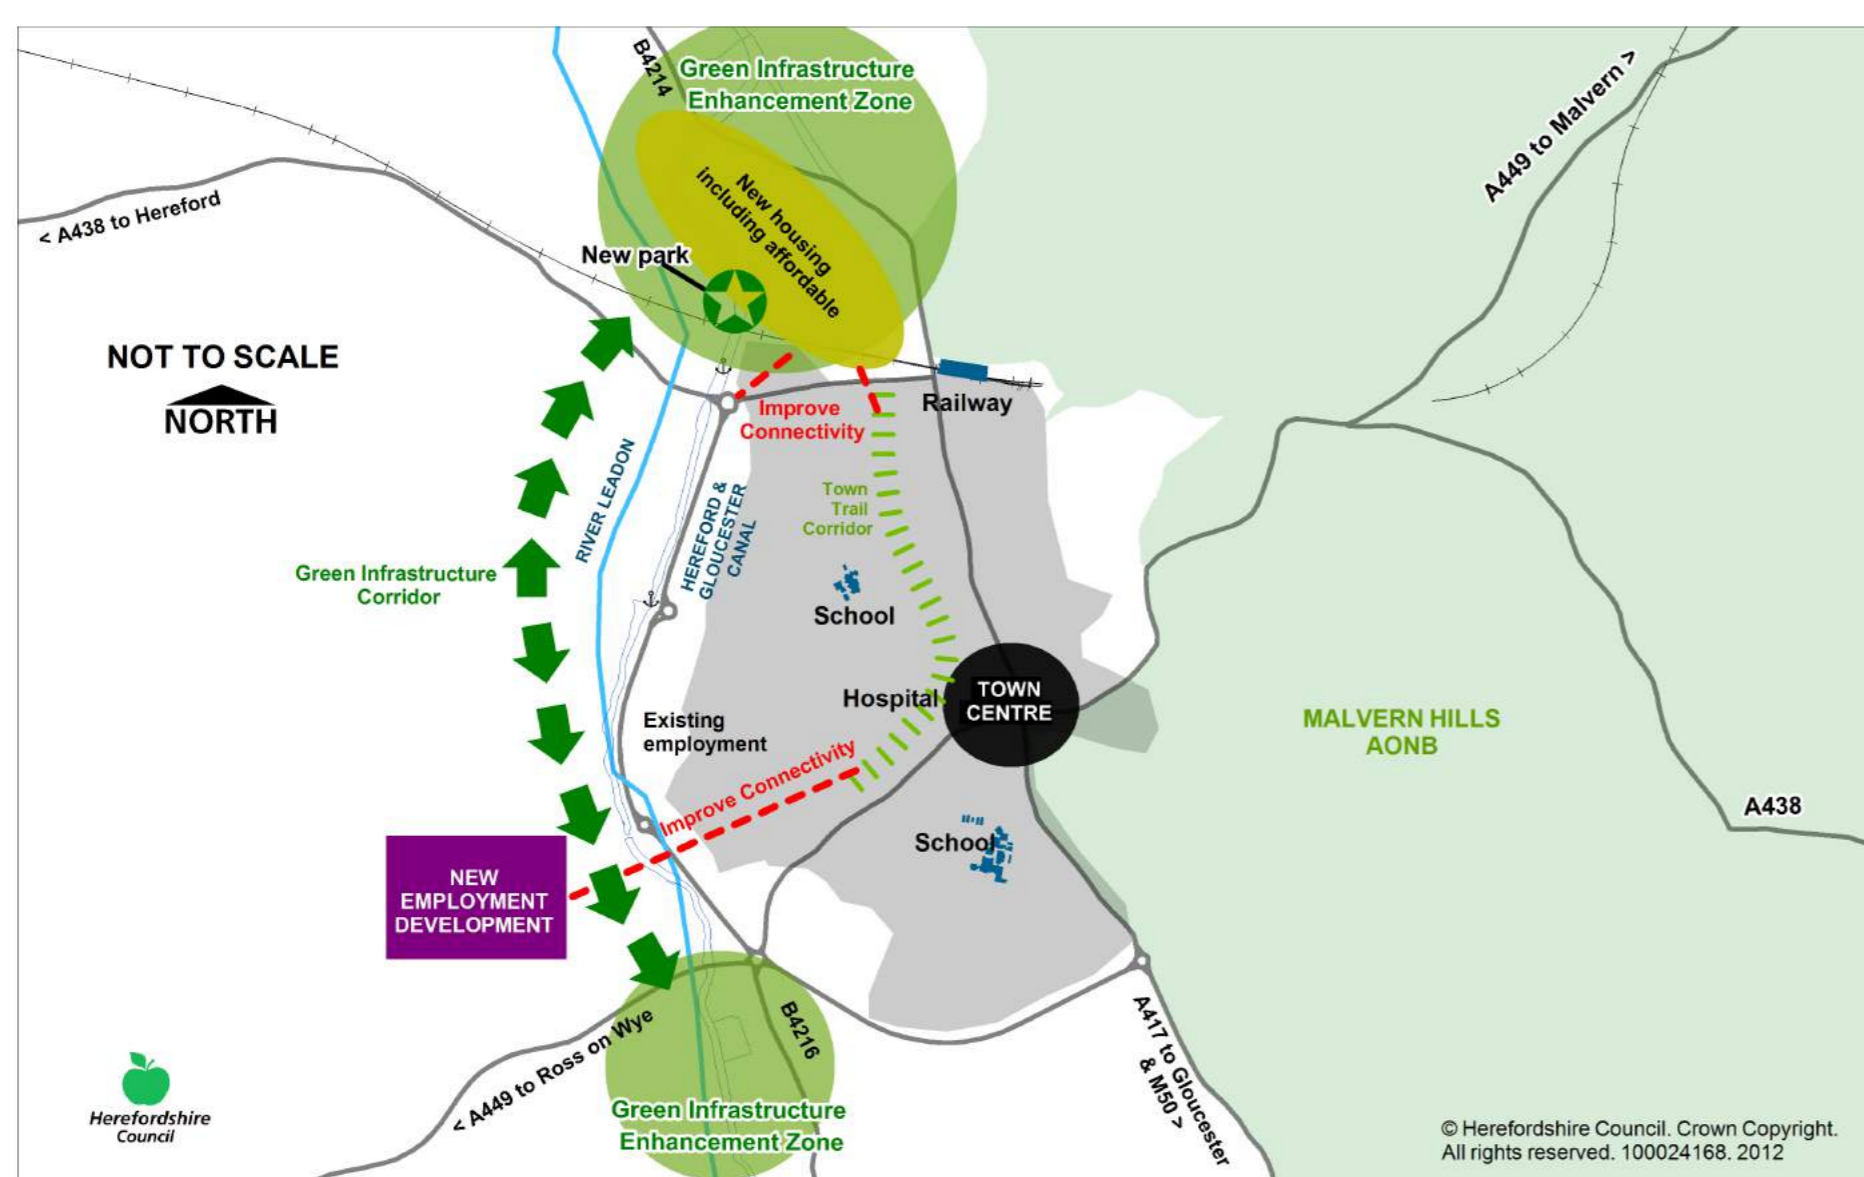 B4214
Green Infrastructure
Enhancement Zone
A449 to Malvern >
New housing
including affordable
< A438 to Hereford
New park
NOT TO SCALE
NORTH
Improve
Connectivity
Railway
RIVER LEADON
HEREFORD &
GLOUCESTER
CANAL
Town
Trail
Corridor
Green Infrastructure
Corridor
School
Hospital
TOWN
CENTRE
Existing
employment
MALVERN HILLS
AONB
Improve Connectivity
A438
School
NEW
EMPLOYMENT
DEVELOPMENT
< A449 to Ross on Wye
B4216
A417 to Gloucester
& M50 >
Green Infrastructure
Enhancement Zone
Herefordshire
Council
© Herefordshire Council. Crown Copyright.
All rights reserved. 100024168. 2012